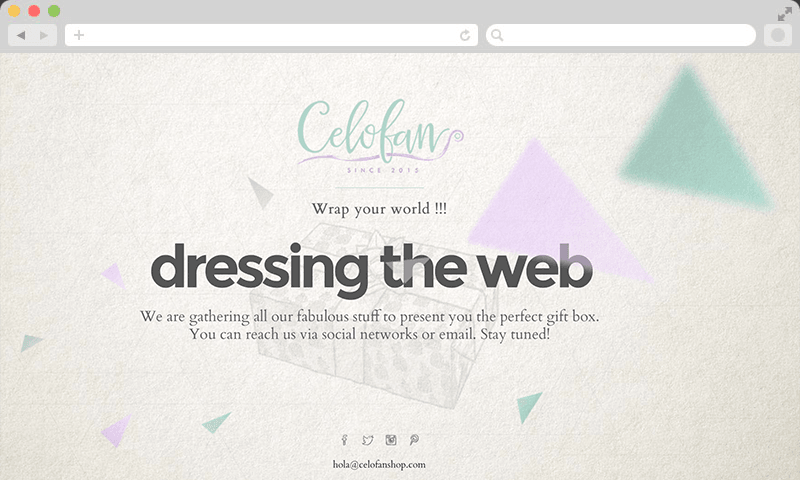 Celofan
SINCE 2015
Wrap your world !!!
dressing the web
We are gathering all our fabulous stuff to present you the perfect gift box.
You can reach us via social networks or email. Stay tuned!
hola@celofanshop.com